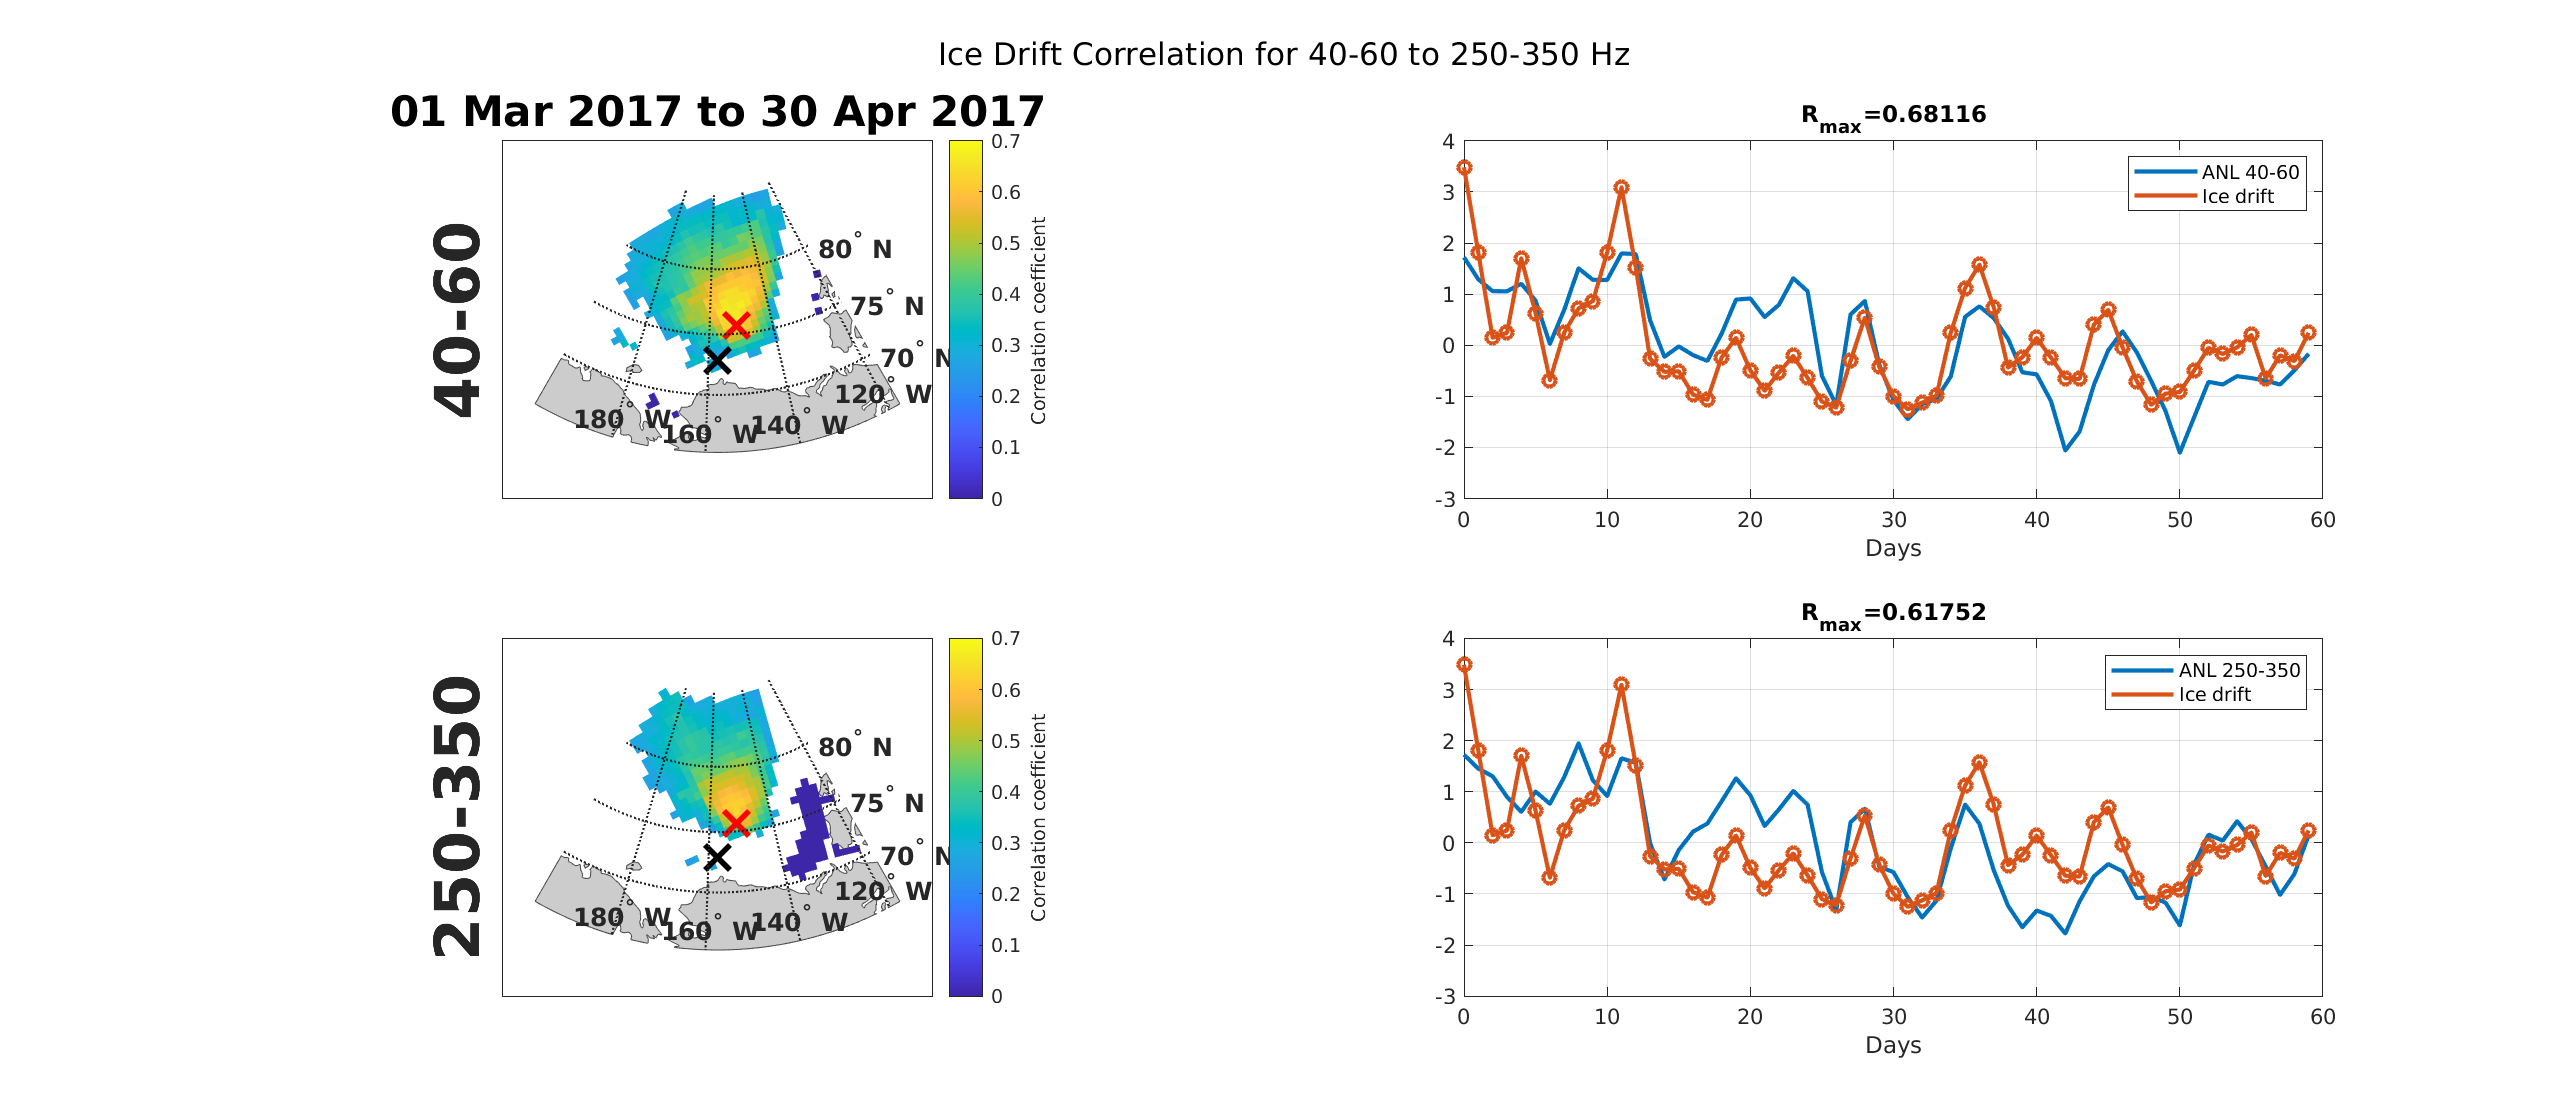 Ice Drift Correlation for 40-60 to 250-350 Hz
01 Mar 2017 to 30 Apr 2017
40-60
80° N
75° N
70° N
120° W
180° W
160° W
140° W
0.7
0.6
0.5
0.4
0.3
0.2
0.1
0
Correlation coefficient
Rmax=0.68116
4
3
2
1
0
-1
-2
-3
0 10 20 30 40 50 60
Days
ANL 40-60
Ice drift
250-350
80° N
75° N
70° N
120° W
180° W
160° W
140° W
0.7
0.6
0.5
0.4
0.3
0.2
0.1
0
Correlation coefficient
Rmax=0.61752
4
3
2
1
0
-1
-2
-3
0 10 20 30 40 50 60
Days
ANL 250-350
Ice drift